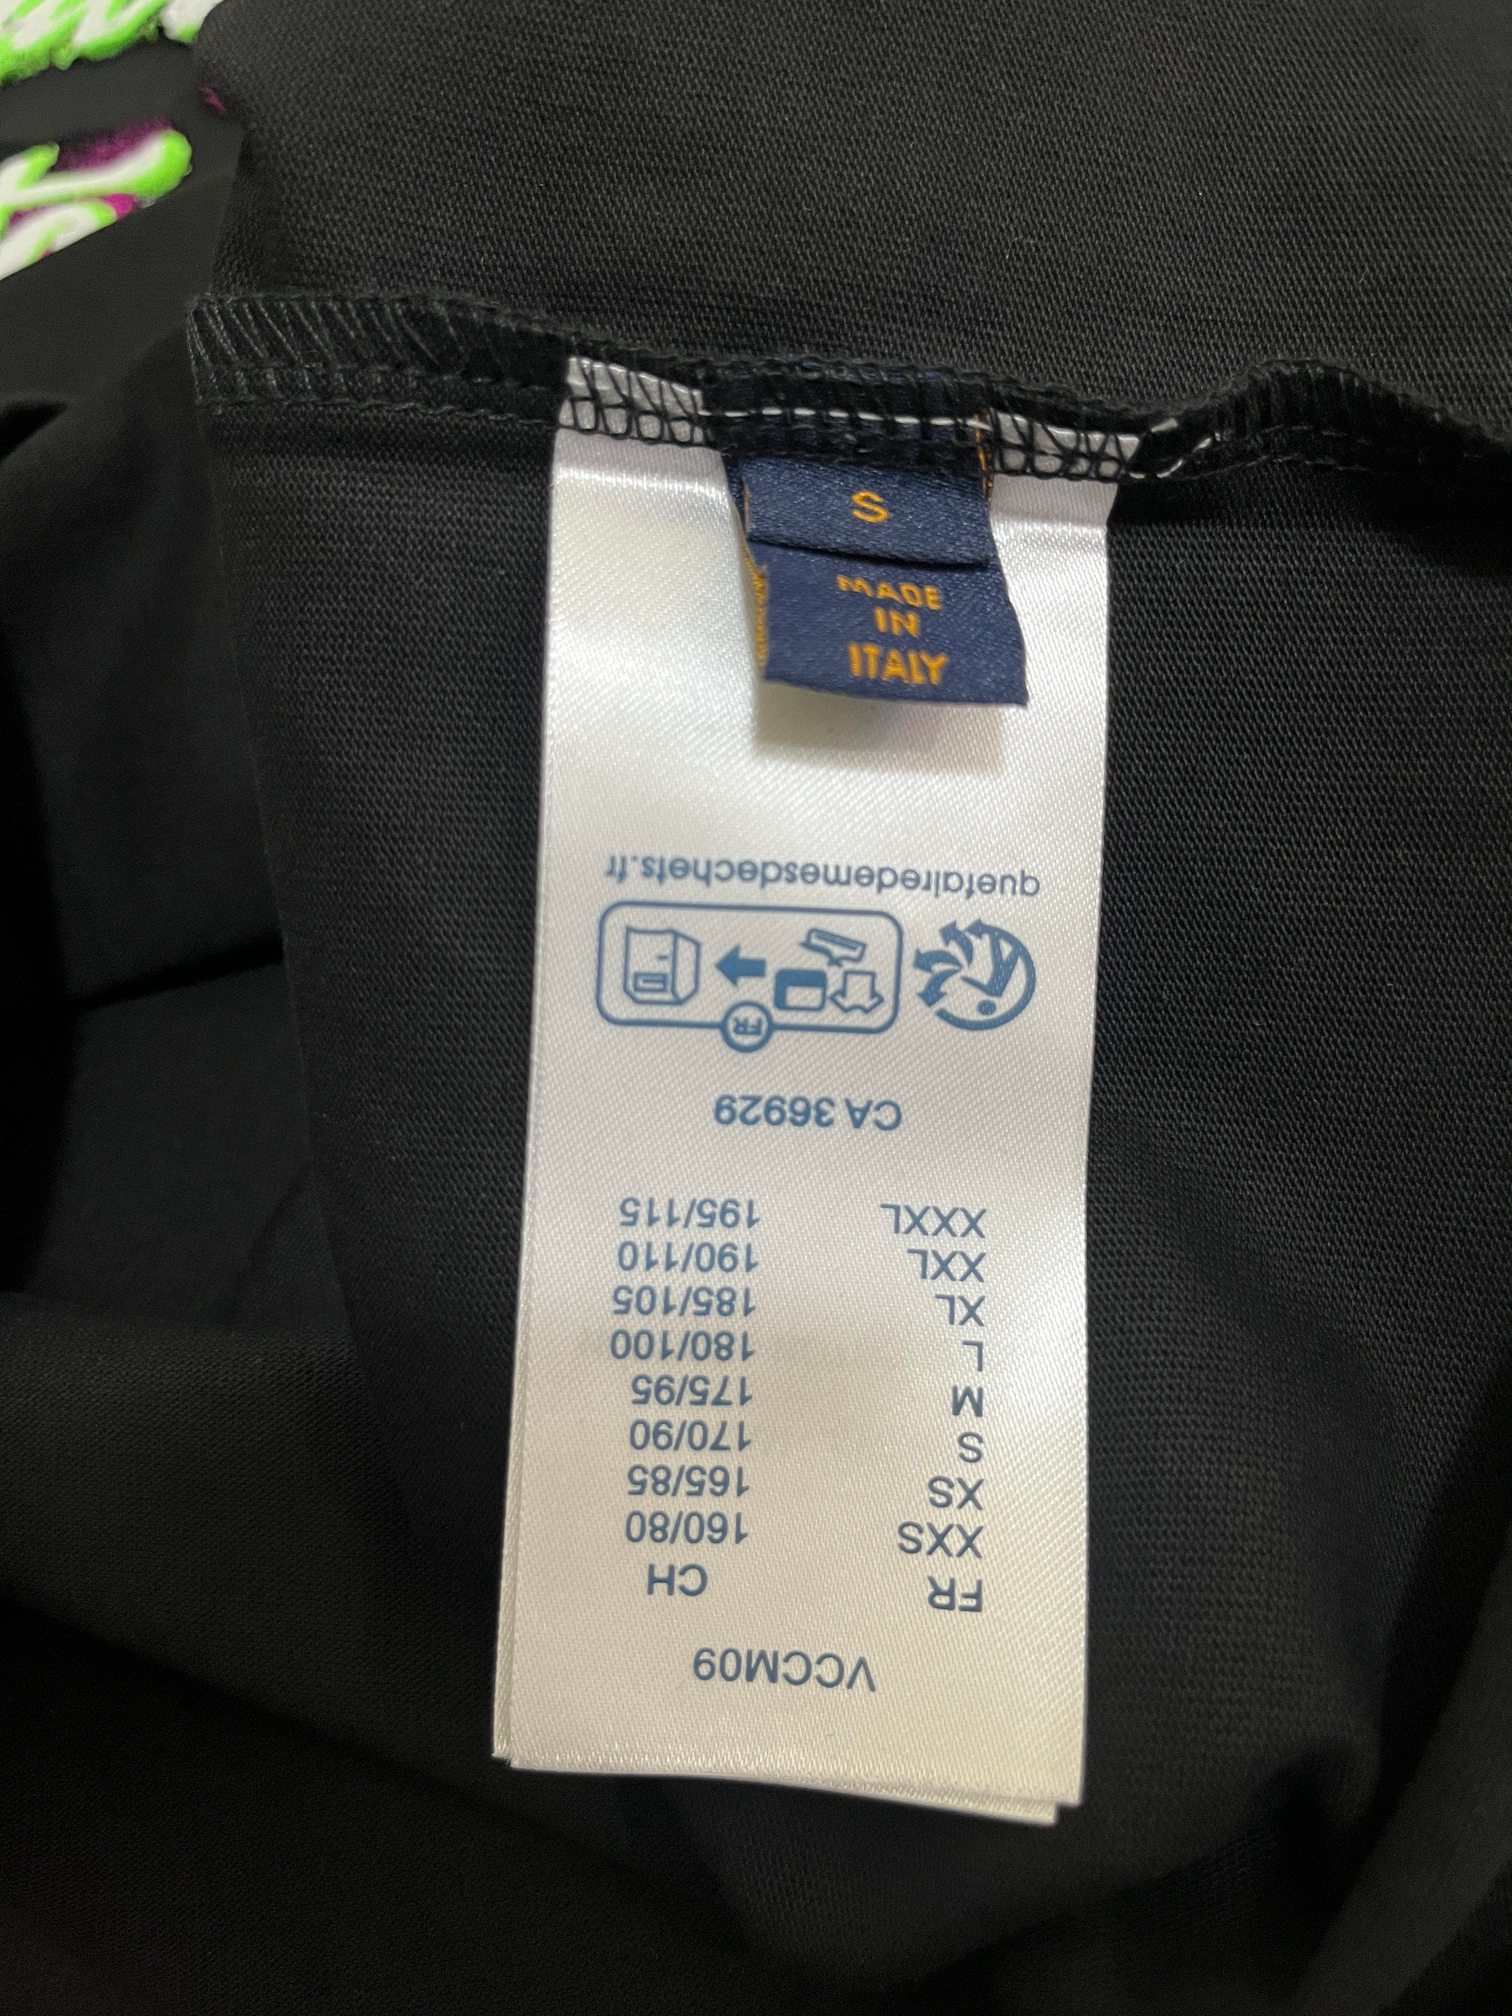 S
MADE
IN
ITALY
VCCM09
FR CH
XXS 160/80
XS 165/85
S 170/90
M 175/95
L 180/100
XL 185/105
XXL 190/110
XXXL 195/115
CA 36929
FR
quefairedemesdechets.fr